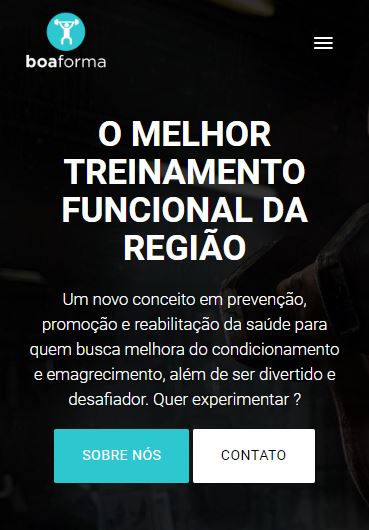 boaforma
O MELHOR
TREINAMENTO
FUNCIONAL DA
REGIÃO
Um novo conceito em prevenção,
promoção e reabilitação da saúde para
quem busca melhora do condicionamento
e emagrecimento, além de ser divertido e
desafiador. Quer experimentar ?
SOBRE NÓS CONTATO